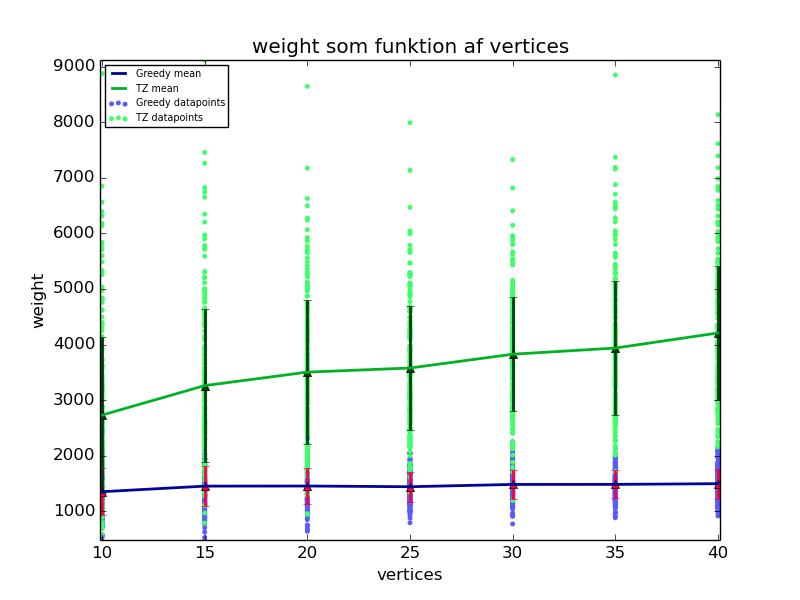 weight som funktion af vertices
9000
8000
7000
6000
5000
4000
3000
2000
1000
weight
Greedy mean
TZ mean
Greedy datapoints
TZ datapoints
10 15 20 25 30 35 40
vertices